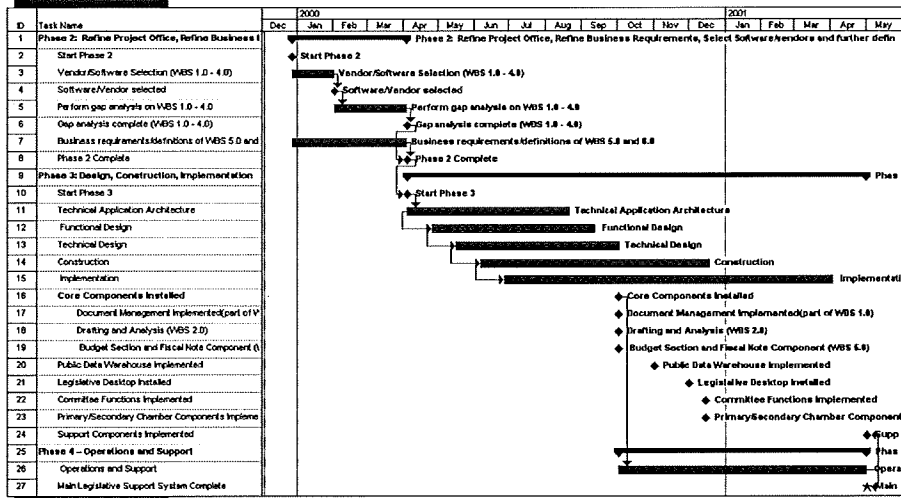 2000 2001
ID Task Name Dec Jan Feb Mar Apr May Jun Jul Aug Sep Oct Nov Dec Jan Feb Mar Apr May
1 Phase 2: Refine Project Office, Refine Business Phase 2: Refine Project Office, Refine Business Requirements, Select Software/vendors and further defin
2 Start Phase 2 Start Phase 2
3 Vendor/Software Selection (WBS 1.0 - 4.0) Vendor/Software Selection (WBS 1.0 - 4.0)
4 Software/Vendor selected Software/Vendor selected
5 Perform gap analysis on WBS 1.0 - 4.0 Perform gap analysis on WBS 1.0 - 4.0
6 Gap analysis complete (WBS 1.0 - 4.0) Gap analysis complete (WBS 1.0 - 4.0)
7 Business requirements/definitions of WBS 5.0 and Business requirements/definitions of WBS 5.0 and 6.0
8 Phase 2 Complete Phase 2 Complete
9 Phase 3: Design, Construction, Implementation Phas
10 Start Phase 3 Start Phase 3
11 Technical Application Architecture Technical Application Architecture
12 Functional Design Functional Design
13 Technical Design Technical Design
14 Construction Construction
15 Implementation Implementati
16 Core Components Installed Core Components Installed
17 Document Management Implemented(part of W Document Management Implemented(part of WBS 1.0)
18 Drafting and Analysis (WBS 2.0) Drafting and Analysis (WBS 2.0)
19 Budget Section and Fiscal Note Component ( Budget Section and Fiscal Note Component (WBS 5.0)
20 Public Data Warehouse Implemented Public Data Warehouse Implemented
21 Legislative Desktop Installed Legislative Desktop Installed
22 Committee Functions Implemented Committee Functions Implemented
23 Primary/Secondary Chamber Components Impleme Primary/Secondary Chamber Component
24 Support Components Implemented Supp
25 Phase 4 – Operations and Support Phas
26 Operations and Support Opera
27 Main Legislative Support System Complete Main